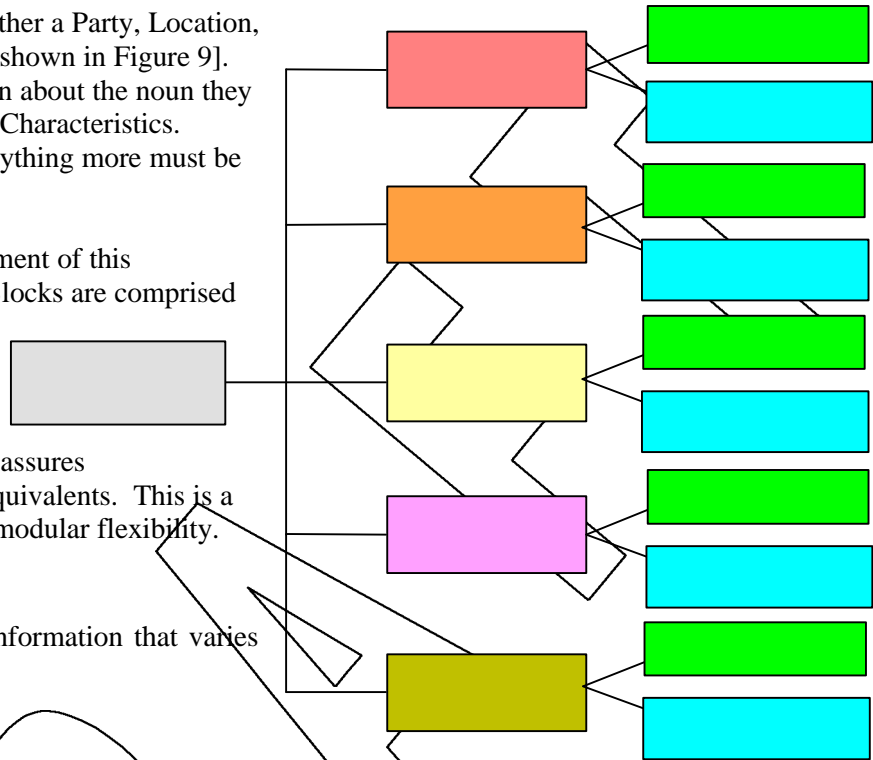 ther a Party, Location,
shown in Figure 9].
n about the noun they
Characteristics.
ything more must be
ment of this
locks are comprised
assures
quivalents. This is a
modular flexibility.
nformation that varies